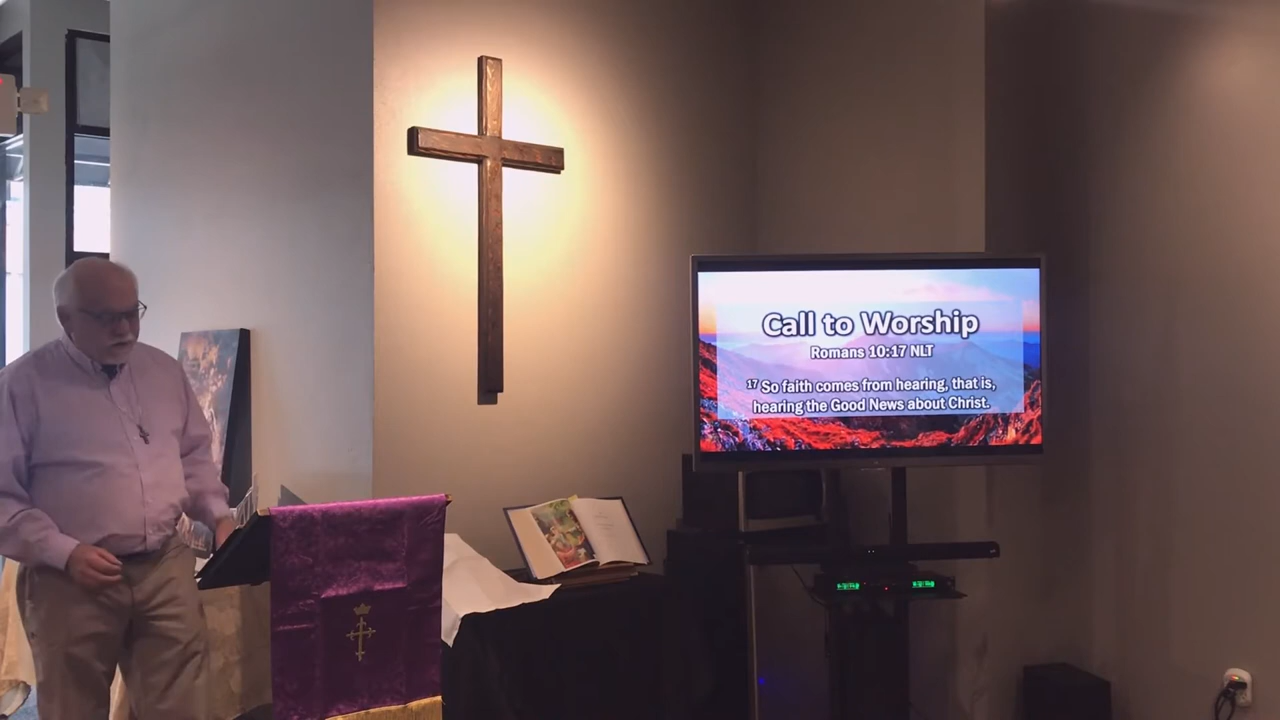 Call to Worship
Romans 10:17 NLT
17 So faith comes from hearing, that is,
hearing the Good News about Christ.